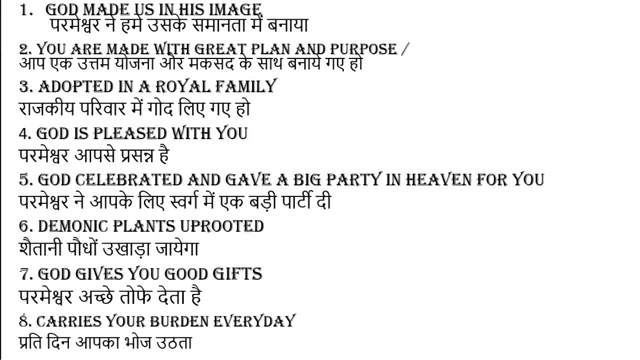 1. GOD MADE US IN HIS IMAGE
परमेश्वर ने हमे उसके समानता में बनाया
2. YOU ARE MADE WITH GREAT PLAN AND PURPOSE /
आप एक उत्तम योजना और मकसद के साथ बनाये गए हो
3. ADOPTED IN A ROYAL FAMILY
राजकीय परिवार में गोद लिए गए हो
4. GOD IS PLEASED WITH YOU
परमेश्वर आपसे प्रसन्न है
5. GOD CELEBRATED AND GAVE A BIG PARTY IN HEAVEN FOR YOU
परमेश्वर ने आपके लिए स्वर्ग में एक बड़ी पार्टी दी
6. DEMONIC PLANTS UPROOTED
शैतानी पौधों उखाड़ा जायेगा
7. GOD GIVES YOU GOOD GIFTS
परमेश्वर अच्छे तोफे देता है
8. CARRIES YOUR BURDEN EVERYDAY
प्रति दिन आपका भोज उठता